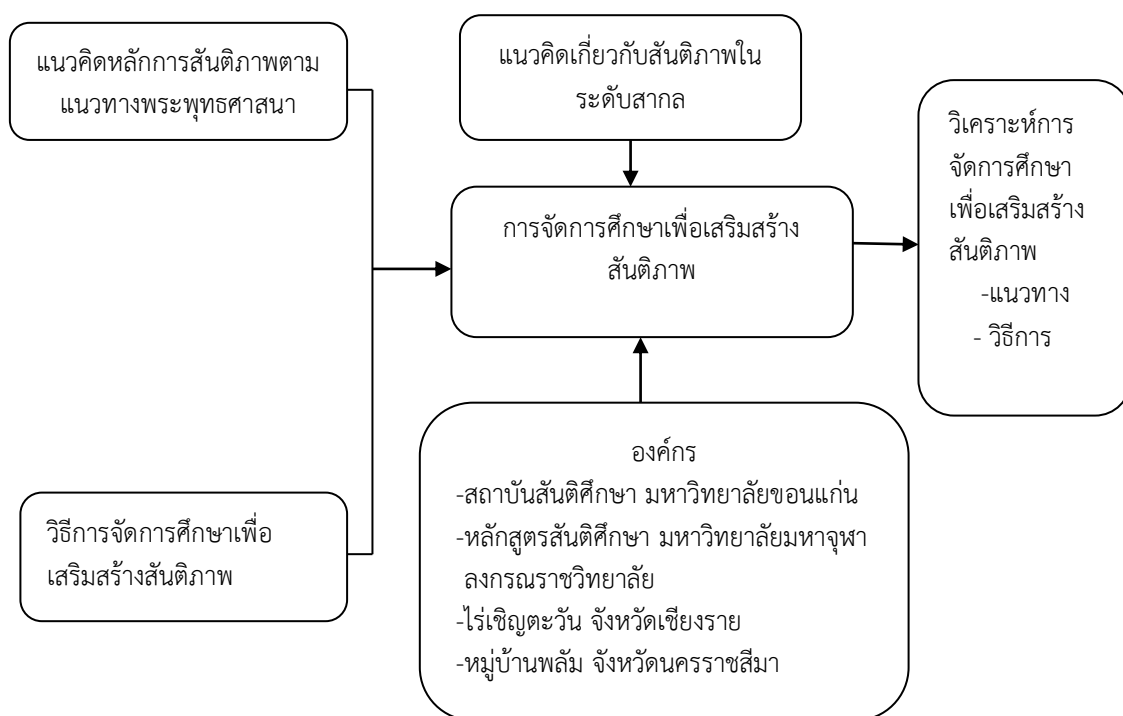 แนวคิดหลักการสันติภาพตาม
แนวทางพระพุทธศาสนา
แนวคิดเกี่ยวกับสันติภาพใน
ระดับสากล
วิเคราะห์การ
จัดการศึกษา
เพื่อเสริมสร้าง
สันติภาพ
-แนวทาง
- วิธีการ
การจัดการศึกษาเพื่อเสริมสร้าง
สันติภาพ
วิธีการจัดการศึกษาเพื่อ
เสริมสร้างสันติภาพ
องค์กร
-สถาบันสันติศึกษา มหาวิทยาลัยขอนแก่น
-หลักสูตรสันติศึกษา มหาวิทยาลัยมหาจุฬา
ลงกรณราชวิทยาลัย
-ไร่เชิญตะวัน จังหวัดเชียงราย
-หมู่บ้านพลัม จังหวัดนครราชสีมา